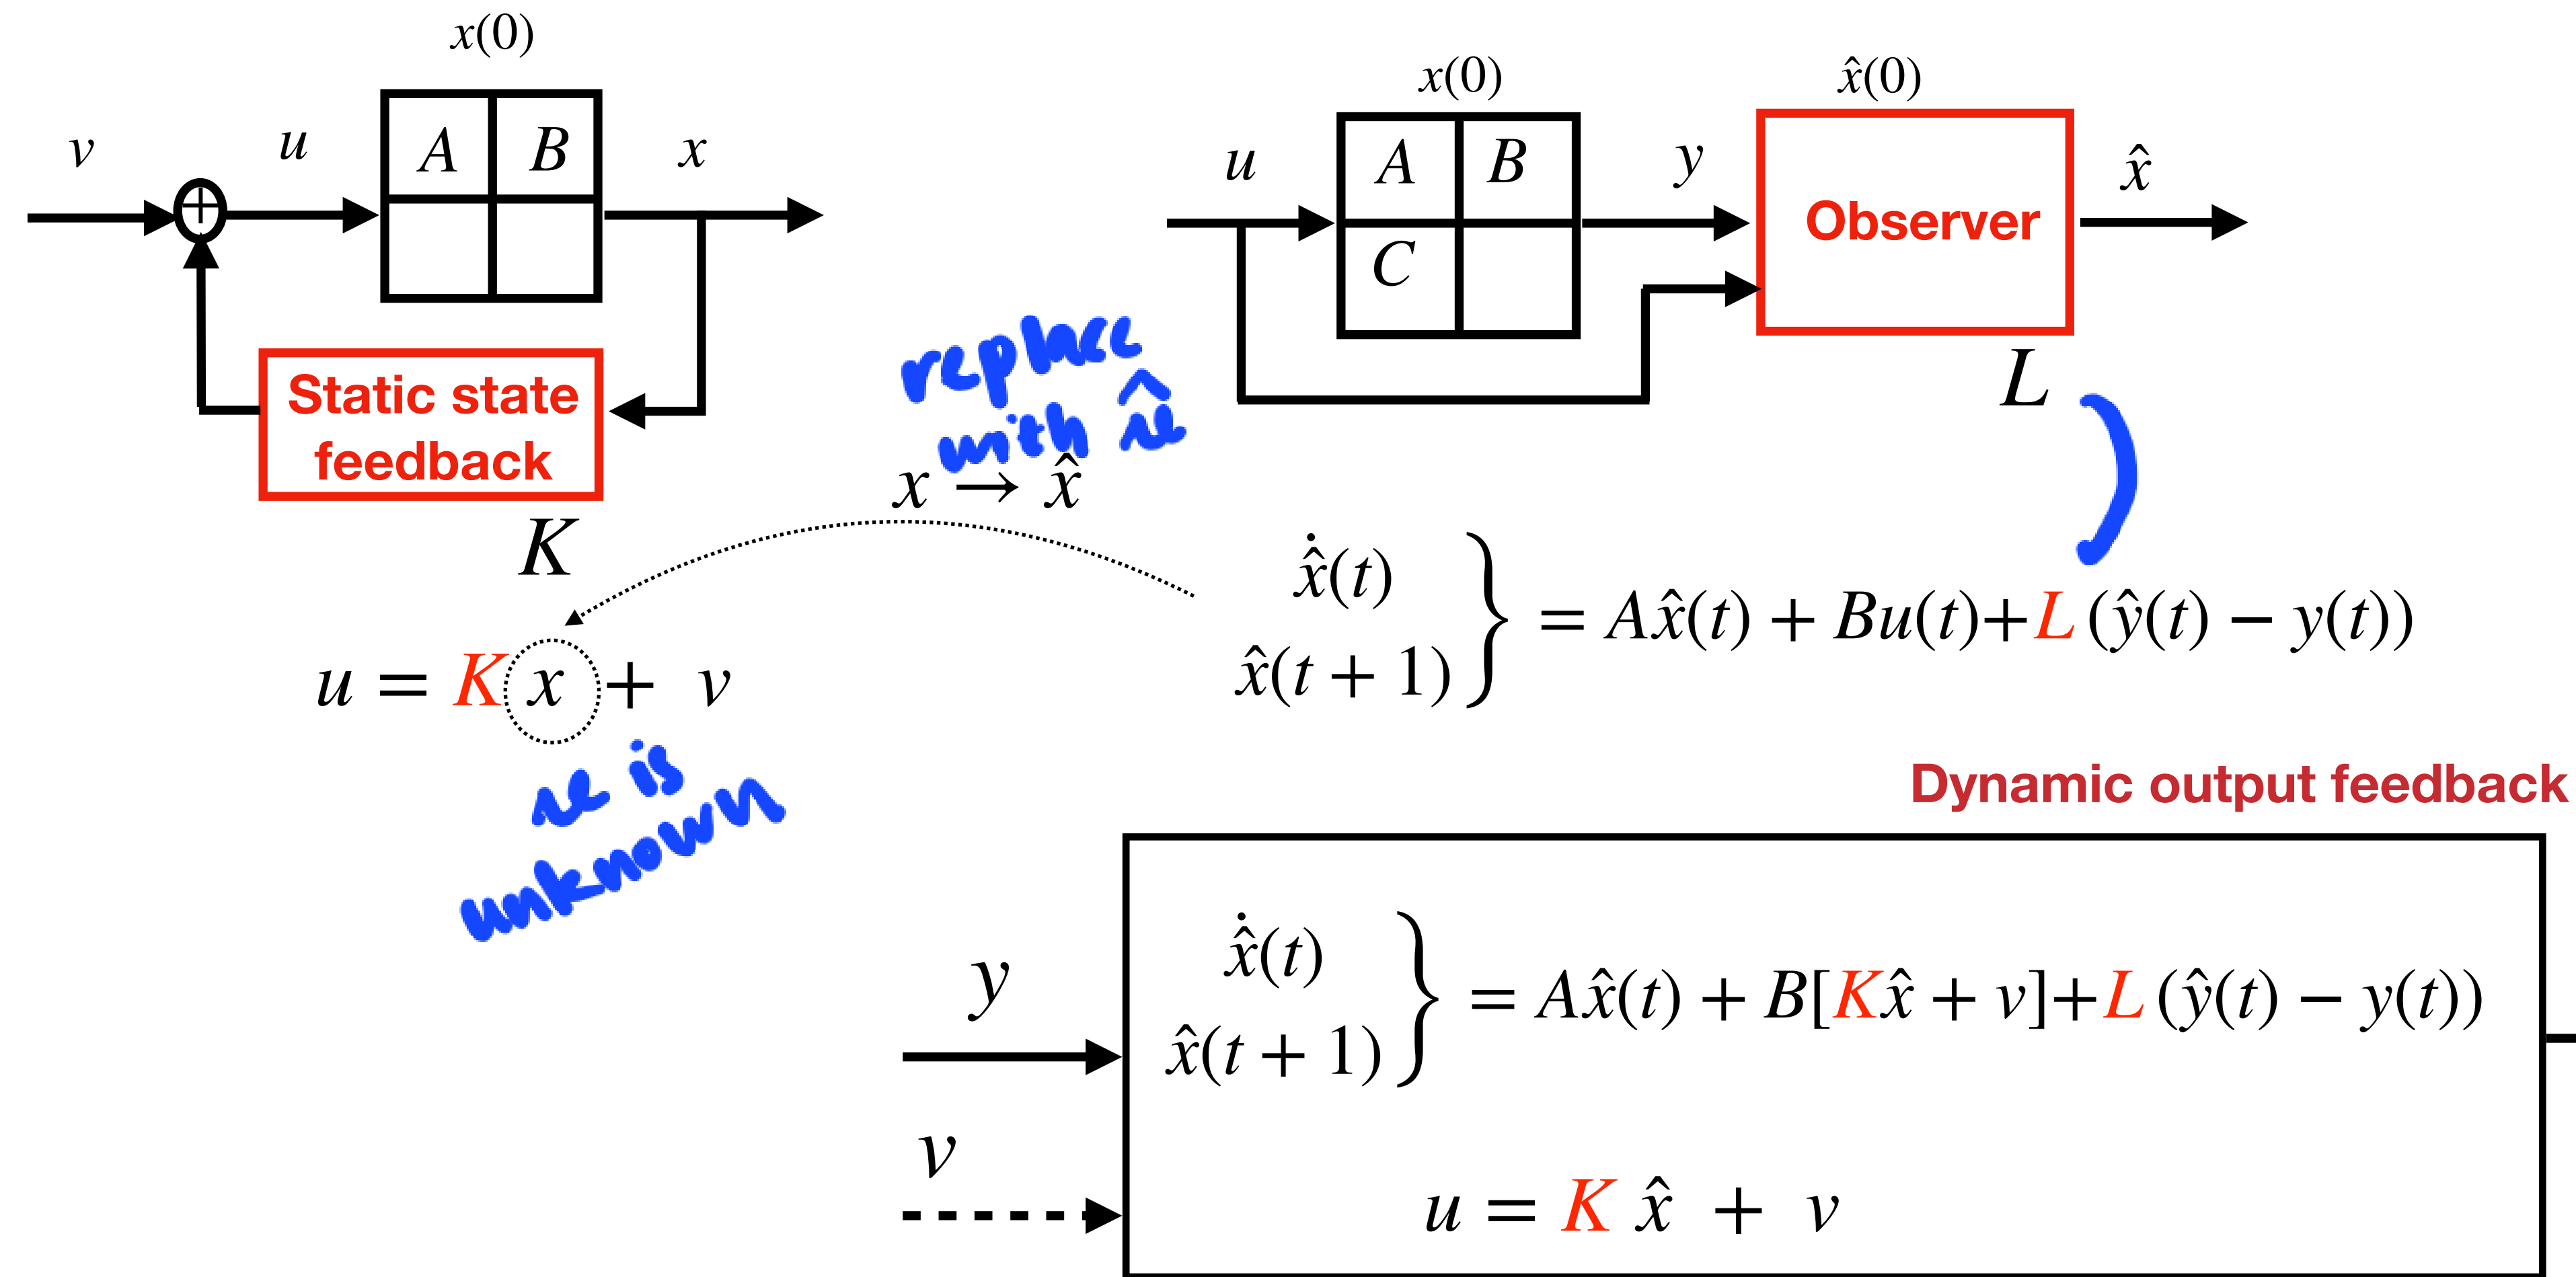 x(0)
v
u
A B
x
Static state
feedback
K
u = K x + v
x is
unknown
replace
with x̂
x → x̂
x(0)
x̂(0)
u
A B
C
y
Observer
x̂
L
x̂̇(t)
x̂(t + 1)
} = Ax̂(t) + Bu(t)+L (ŷ(t) − y(t))
Dynamic output feedback
y
v
x̂̇(t)
x̂(t + 1)
} = Ax̂(t) + B[Kx̂ + v]+L (ŷ(t) − y(t))
u = K x̂ + v